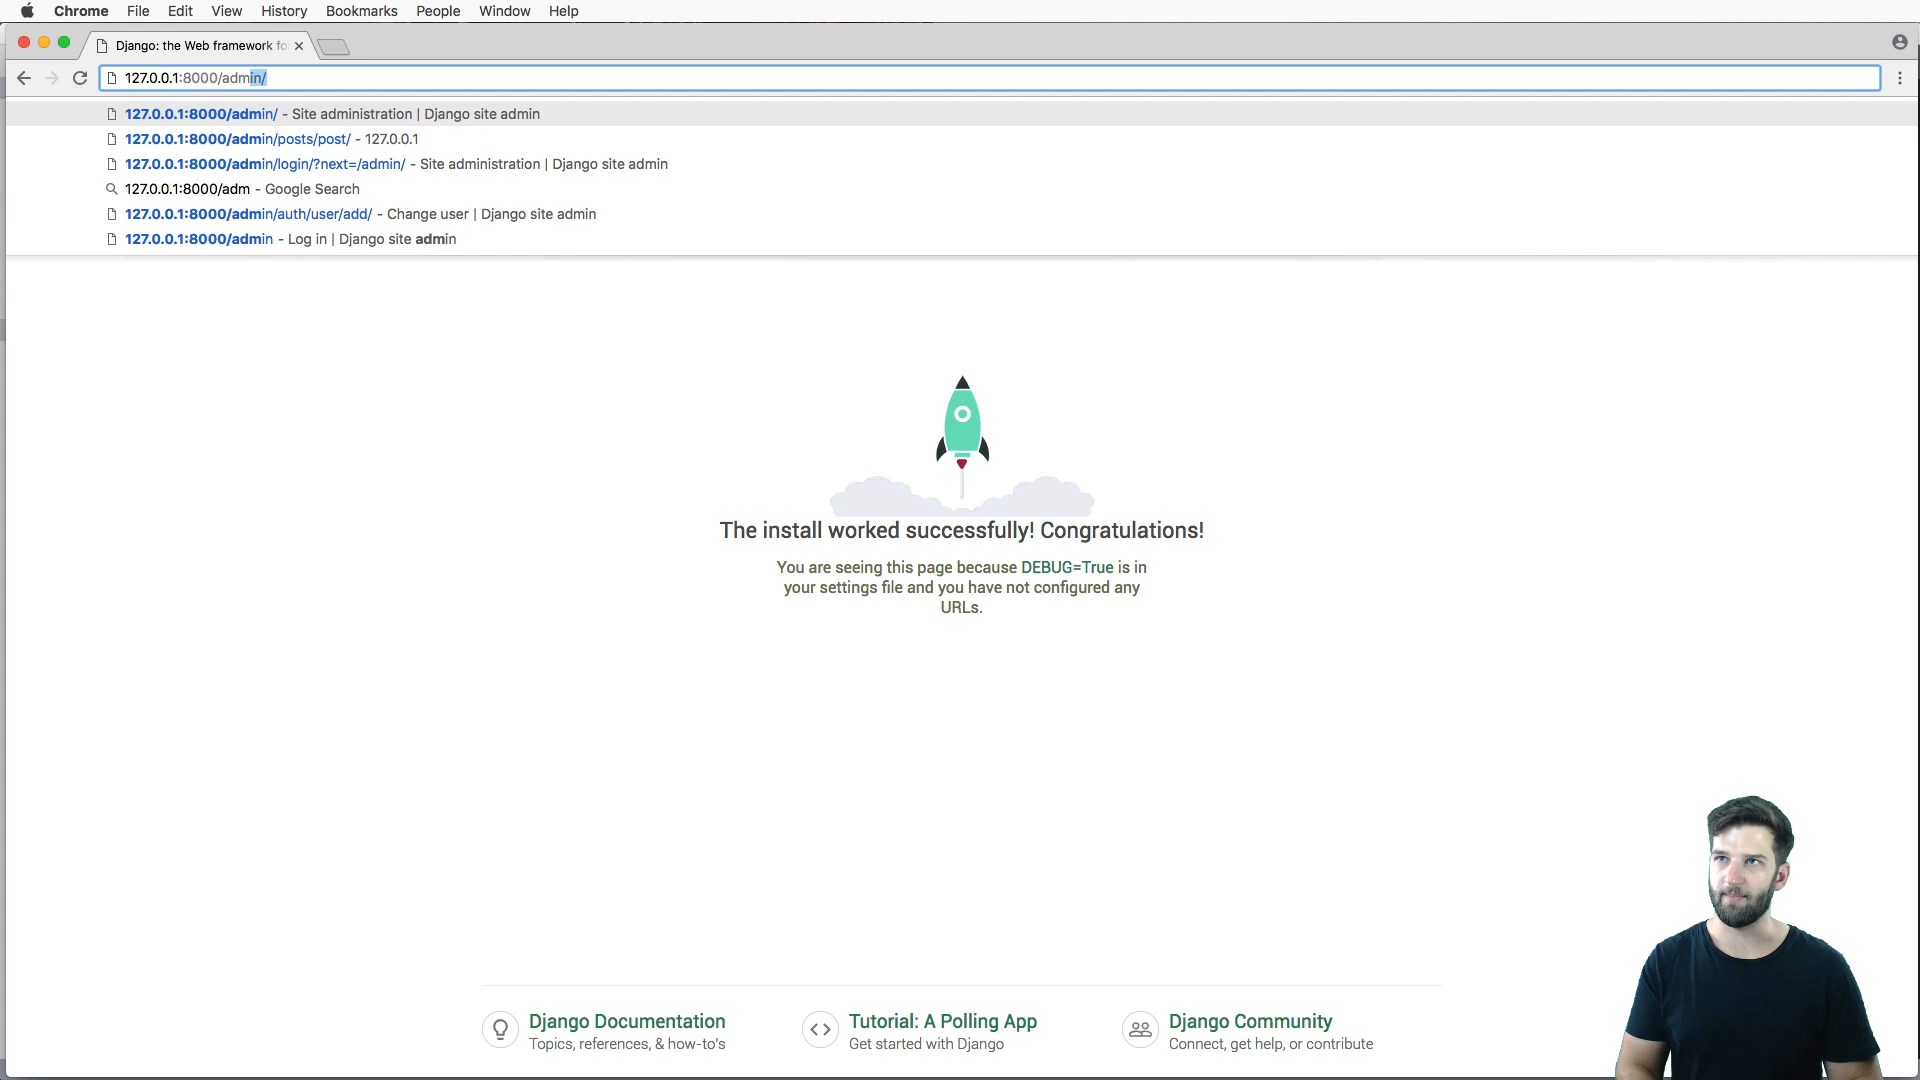 Chrome File Edit View History Bookmarks People Window Help
Django: the Web framework fo
127.0.0.1:8000/admin/
127.0.0.1:8000/admin/ - Site administration | Django site admin
127.0.0.1:8000/admin/posts/post/ - 127.0.0.1
127.0.0.1:8000/admin/login/?next=/admin/ - Site administration | Django site admin
127.0.0.1:8000/adm - Google Search
127.0.0.1:8000/admin/auth/user/add/ - Change user | Django site admin
127.0.0.1:8000/admin - Log in | Django site admin
The install worked successfully! Congratulations!
You are seeing this page because DEBUG=True is in
your settings file and you have not configured any
URLs.
Django Documentation
Topics, references, & how-to's
Tutorial: A Polling App
Get started with Django
Django Community
Connect, get help, or contribute